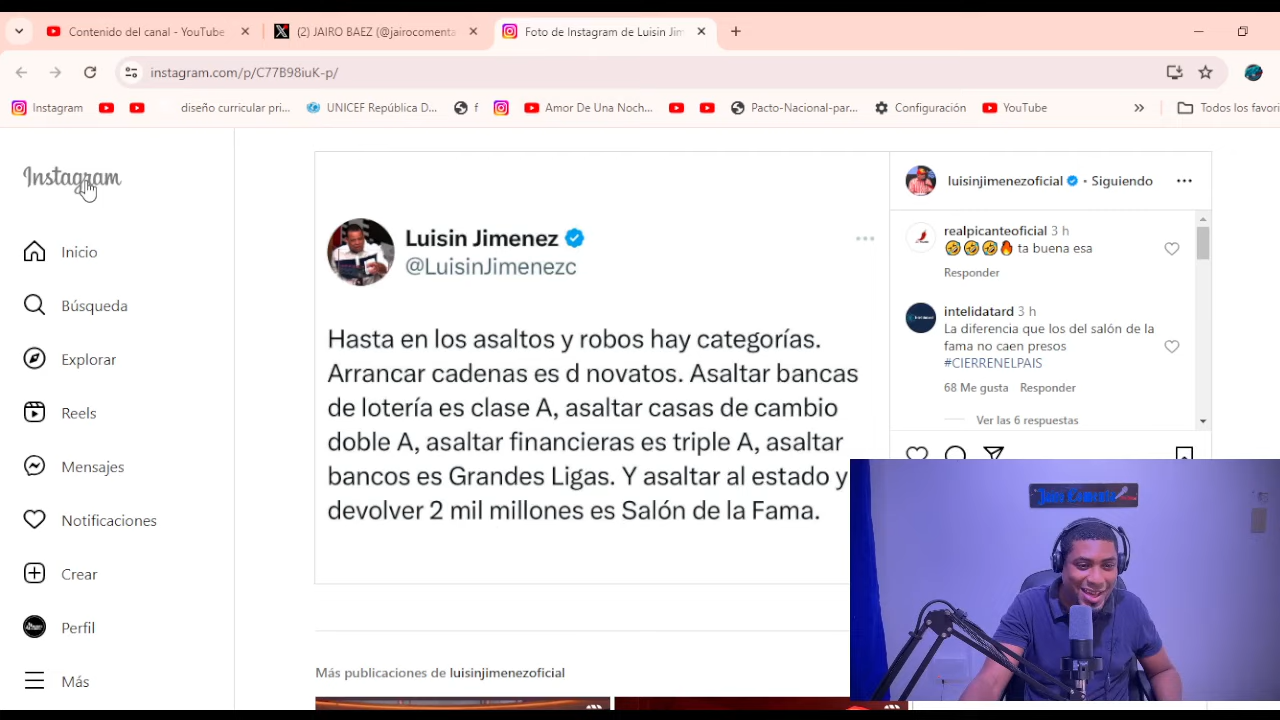 Contenido del canal - YouTube
(2) JAIRO BAEZ (@jairocomenta
Foto de Instagram de Luisin Jim
instagram.com/p/C77B98iuK-p/
Instagram
diseño curricular pri...
UNICEF República D...
f
Amor De Una Noch...
Pacto-Nacional-par...
Configuración
YouTube
»
Todos los favori
Instagram
Inicio
Búsqueda
Explorar
Reels
Mensajes
Notificaciones
Crear
Perfil
Más
Luisin Jimenez
@LuisinJimenezc
Hasta en los asaltos y robos hay categorías.
Arrancar cadenas es d novatos. Asaltar bancas
de lotería es clase A, asaltar casas de cambio
doble A, asaltar financieras es triple A, asaltar
bancos es Grandes Ligas. Y asaltar al estado y
devolver 2 mil millones es Salón de la Fama.
luisinjimenezoficial • Siguiendo
realpicanteoficial 3 h
🤣🤣🤣🔥 ta buena esa
Responder
intelidatard 3 h
La diferencia que los del salón de la
fama no caen presos
#CIERRENELPAIS
68 Me gusta Responder
Ver las 6 respuestas
Jairo Comenta
Más publicaciones de luisinjimenezoficial